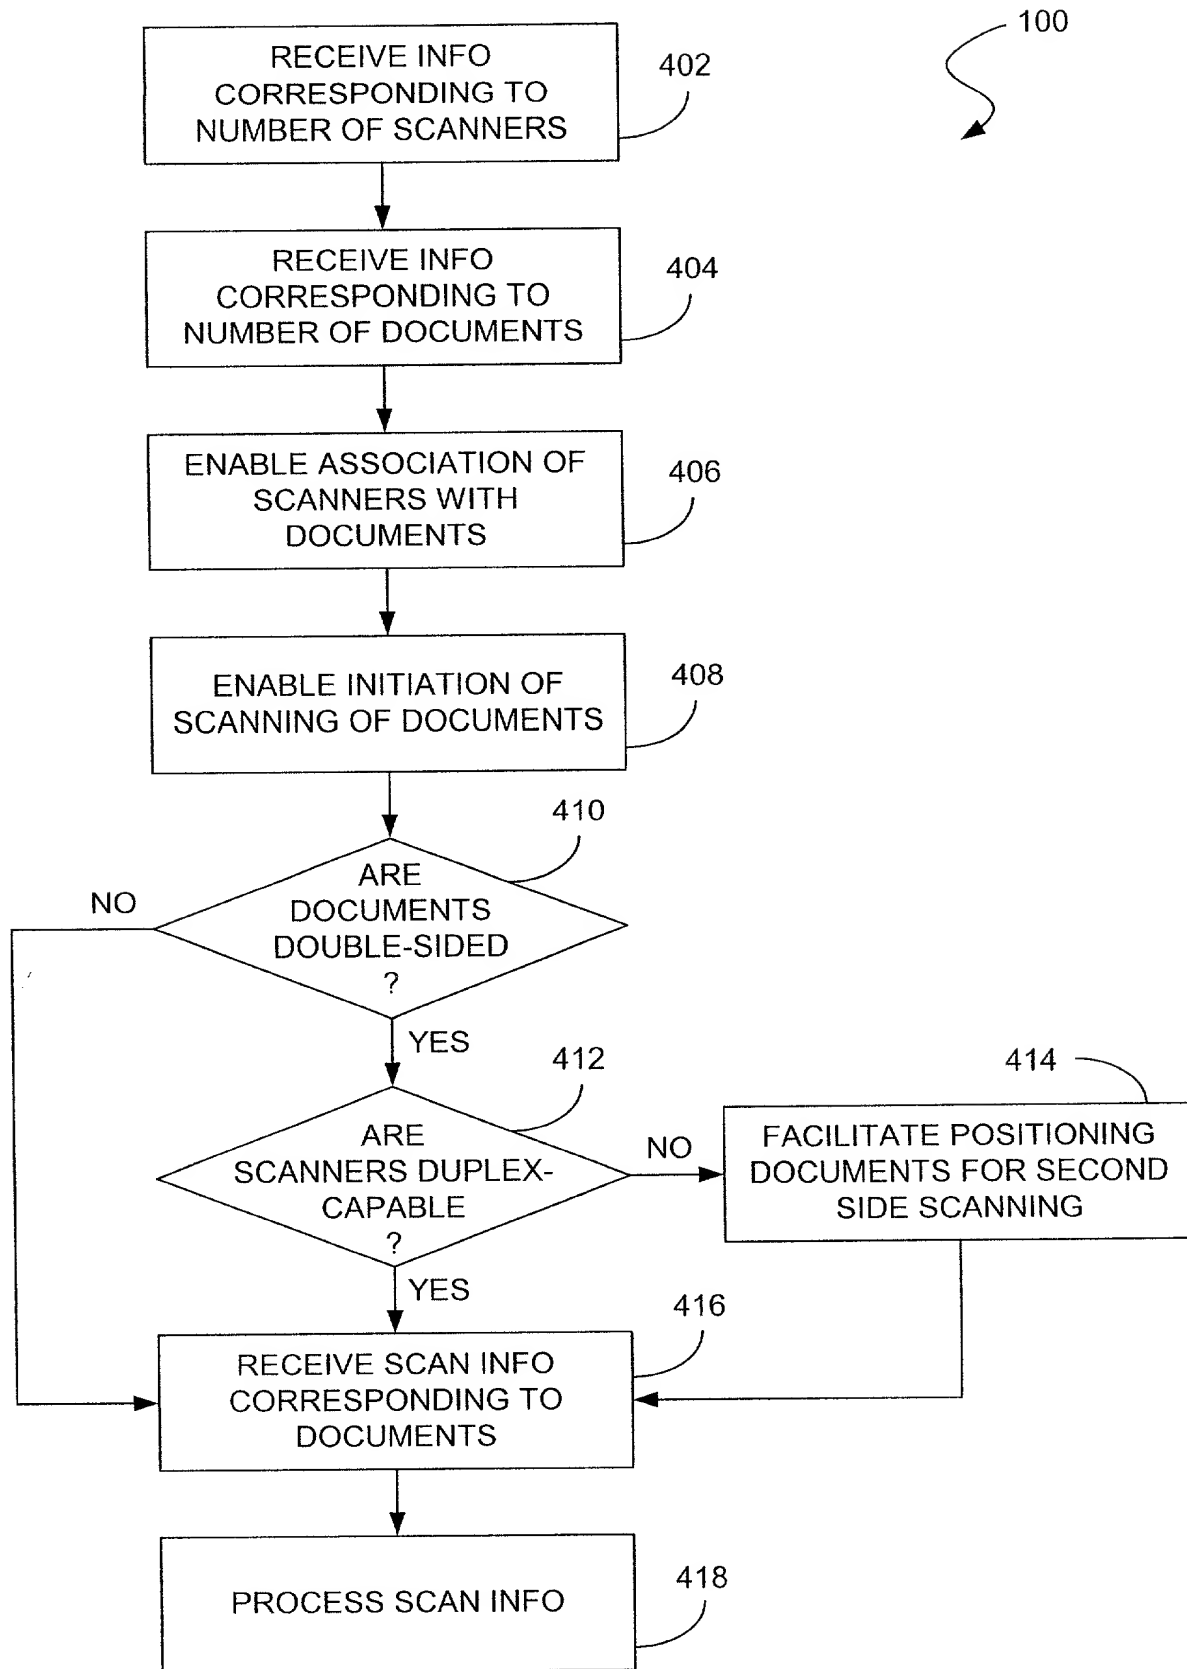 100
RECEIVE INFO
CORRESPONDING TO
NUMBER OF SCANNERS
402
RECEIVE INFO
CORRESPONDING TO
NUMBER OF DOCUMENTS
404
ENABLE ASSOCIATION OF
SCANNERS WITH
DOCUMENTS
406
ENABLE INITIATION OF
SCANNING OF DOCUMENTS
408
410
ARE
DOCUMENTS
DOUBLE-SIDED
?
NO
YES
412
ARE
SCANNERS DUPLEX-
CAPABLE
?
NO
414
FACILITATE POSITIONING
DOCUMENTS FOR SECOND
SIDE SCANNING
YES
416
RECEIVE SCAN INFO
CORRESPONDING TO
DOCUMENTS
PROCESS SCAN INFO
418